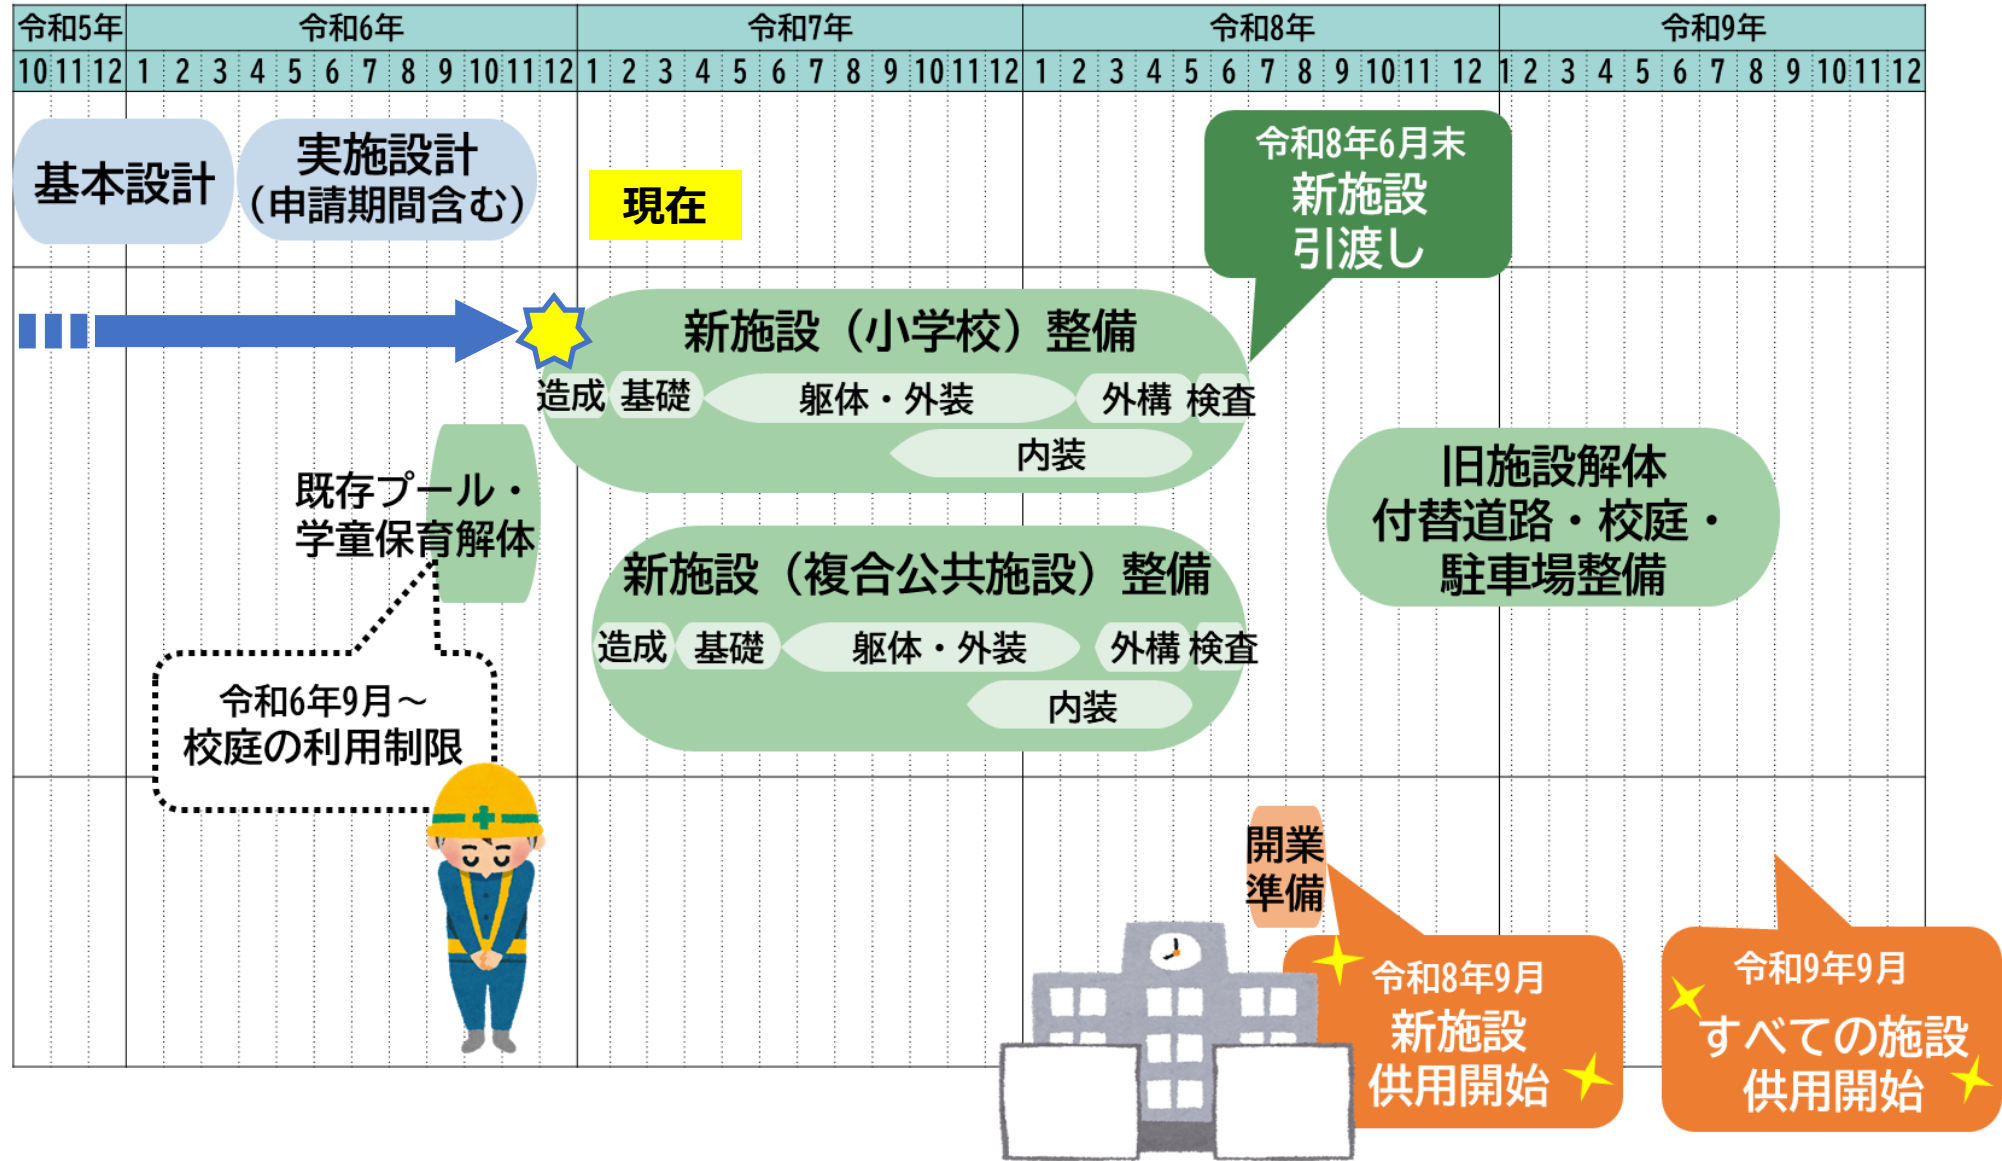 令和5年 令和6年 令和7年 令和8年 令和9年
10 11 12 1 2 3 4 5 6 7 8 9 10 11 12 1 2 3 4 5 6 7 8 9 10 11 12 1 2 3 4 5 6 7 8 9 10 11 12 1 2 3 4 5 6 7 8 9 10 11 12
基本設計
実施設計
（申請期間含む）
現在
令和8年6月末
新施設
引渡し
新施設（小学校）整備
造成 基礎 躯体・外装 外構 検査
内装
既存プール・
学童保育解体
旧施設解体
付替道路・校庭・
駐車場整備
新施設（複合公共施設）整備
造成 基礎 躯体・外装 外構 検査
内装
令和6年9月～
校庭の利用制限
開業
準備
令和8年9月
新施設
供用開始
令和9年9月
すべての施設
供用開始